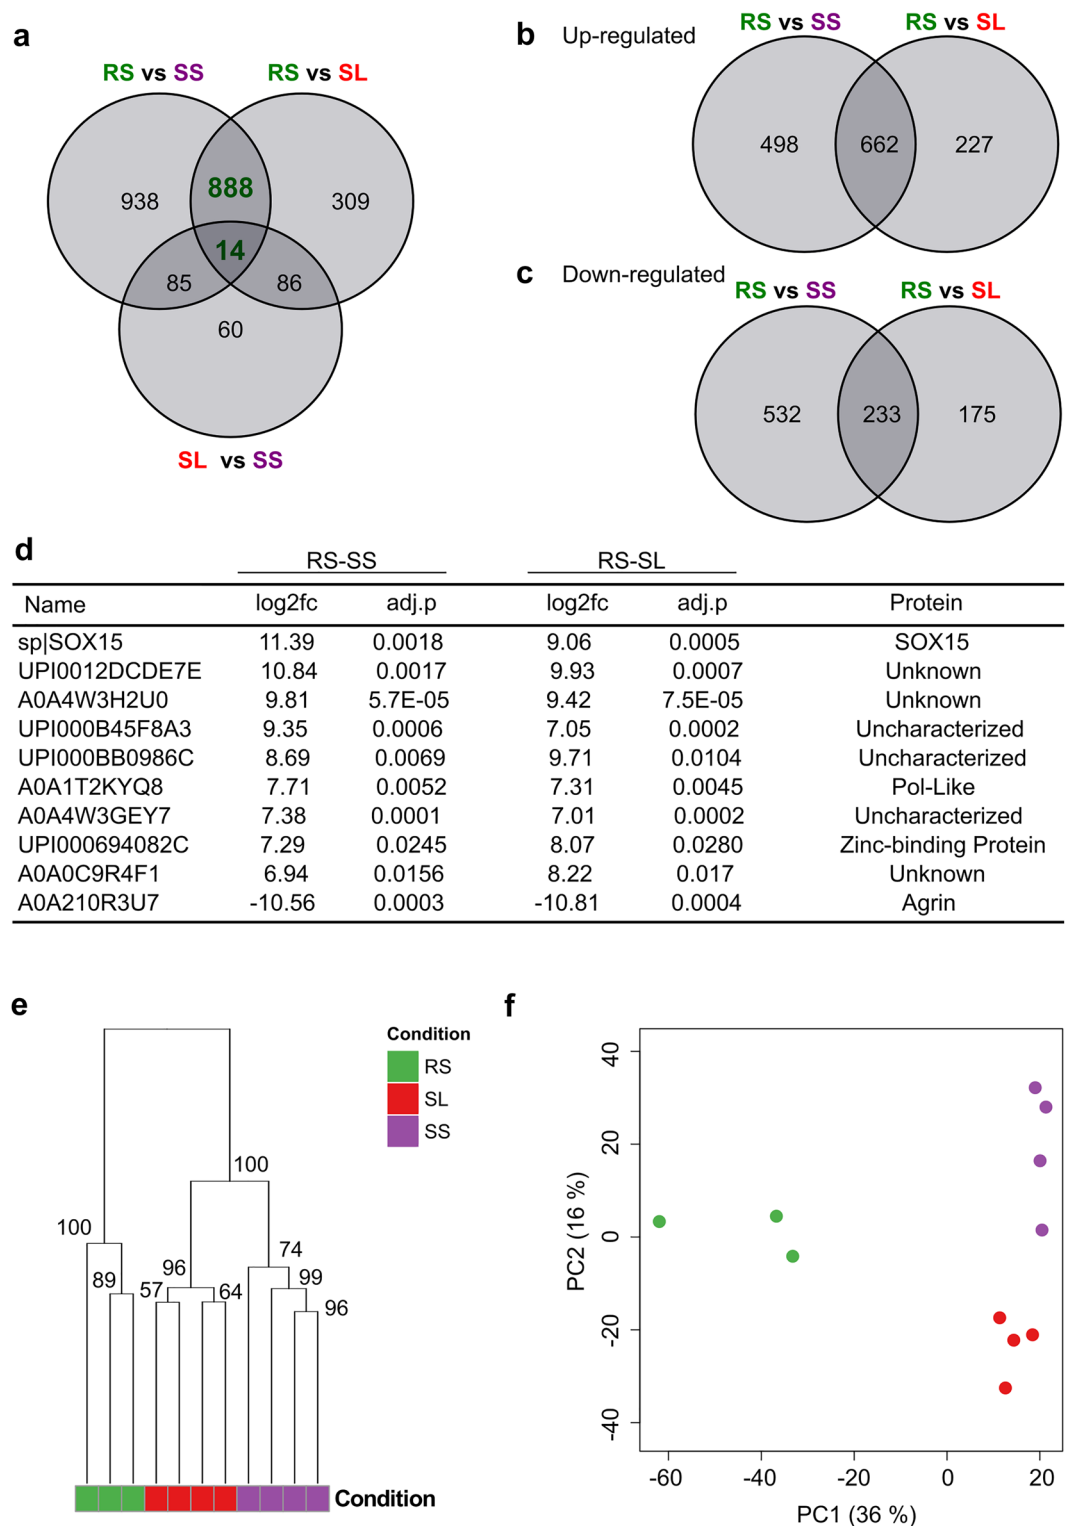 a
RS vs SS
RS vs SL
938
888
309
14
85
86
60
SL vs SS
b
Up-regulated
RS vs SS
RS vs SL
498
662
227
c
Down-regulated
RS vs SS
RS vs SL
532
233
175
d
RS-SS RS-SL
Name log2fc adj.p log2fc adj.p Protein
sp|SOX15 11.39 0.0018 9.06 0.0005 SOX15
UPI0012DCDE7E 10.84 0.0017 9.93 0.0007 Unknown
A0A4W3H2U0 9.81 5.7E-05 9.42 7.5E-05 Unknown
UPI000B45F8A3 9.35 0.0006 7.05 0.0002 Uncharacterized
UPI000BB0986C 8.69 0.0069 9.71 0.0104 Uncharacterized
A0A1T2KYQ8 7.71 0.0052 7.31 0.0045 Pol-Like
A0A4W3GEY7 7.38 0.0001 7.01 0.0002 Uncharacterized
UPI000694082C 7.29 0.0245 8.07 0.0280 Zinc-binding Protein
A0A0C9R4F1 6.94 0.0156 8.22 0.017 Unknown
A0A210R3U7 -10.56 0.0003 -10.81 0.0004 Agrin
e
Condition
RS
SL
SS
100
100
74
96
89
57
64
99
96
Condition
f
40
20
0
-20
-40
PC2 (16 %)
-60 -40 -20 0 20
PC1 (36 %)